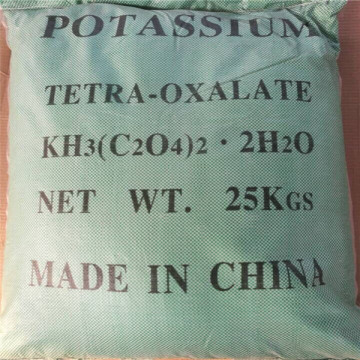 POTASSIUM
TETRA-OXALATE
KH3(C2O4)2·2H2O
NET WT. 25KGS
MADE IN CHINA